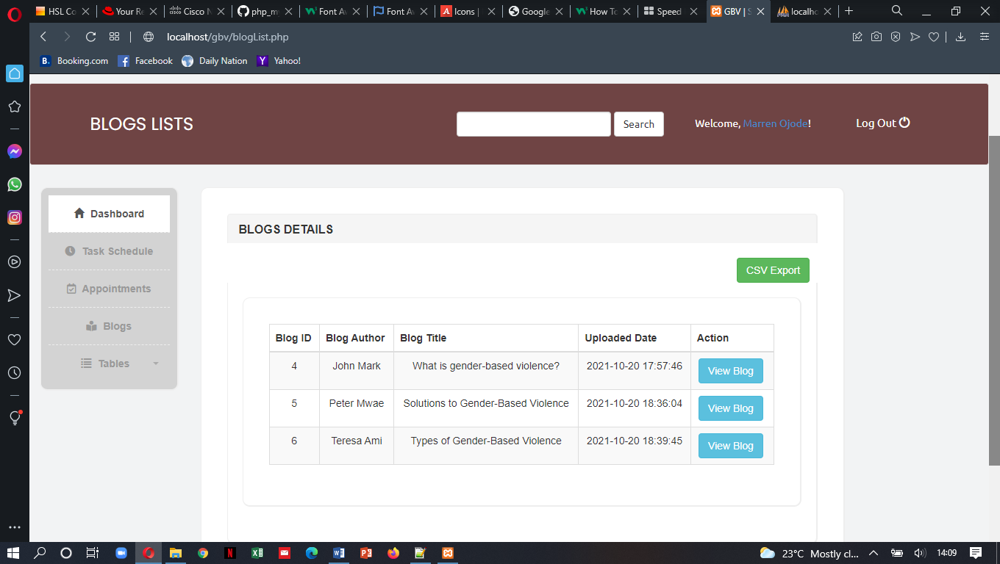 HSL Co
Your Re
Cisco N
php_my
Font Aw
Font Aw
Icons |
Google
How To
Speed
GBV | S
localho
localhost/gbv/blogList.php
B. Booking.com
Facebook
Daily Nation
Yahoo!
BLOGS LISTS
Search
Welcome, Marren Ojode!
Log Out
Dashboard
Task Schedule
Appointments
Blogs
Tables
BLOGS DETAILS
CSV Export
Blog ID Blog Author Blog Title Uploaded Date Action
4 John Mark What is gender-based violence? 2021-10-20 17:57:46 View Blog
5 Peter Mwae Solutions to Gender-Based Violence 2021-10-20 18:36:04 View Blog
6 Teresa Ami Types of Gender-Based Violence 2021-10-20 18:39:45 View Blog
23°C Mostly cl...
14:09